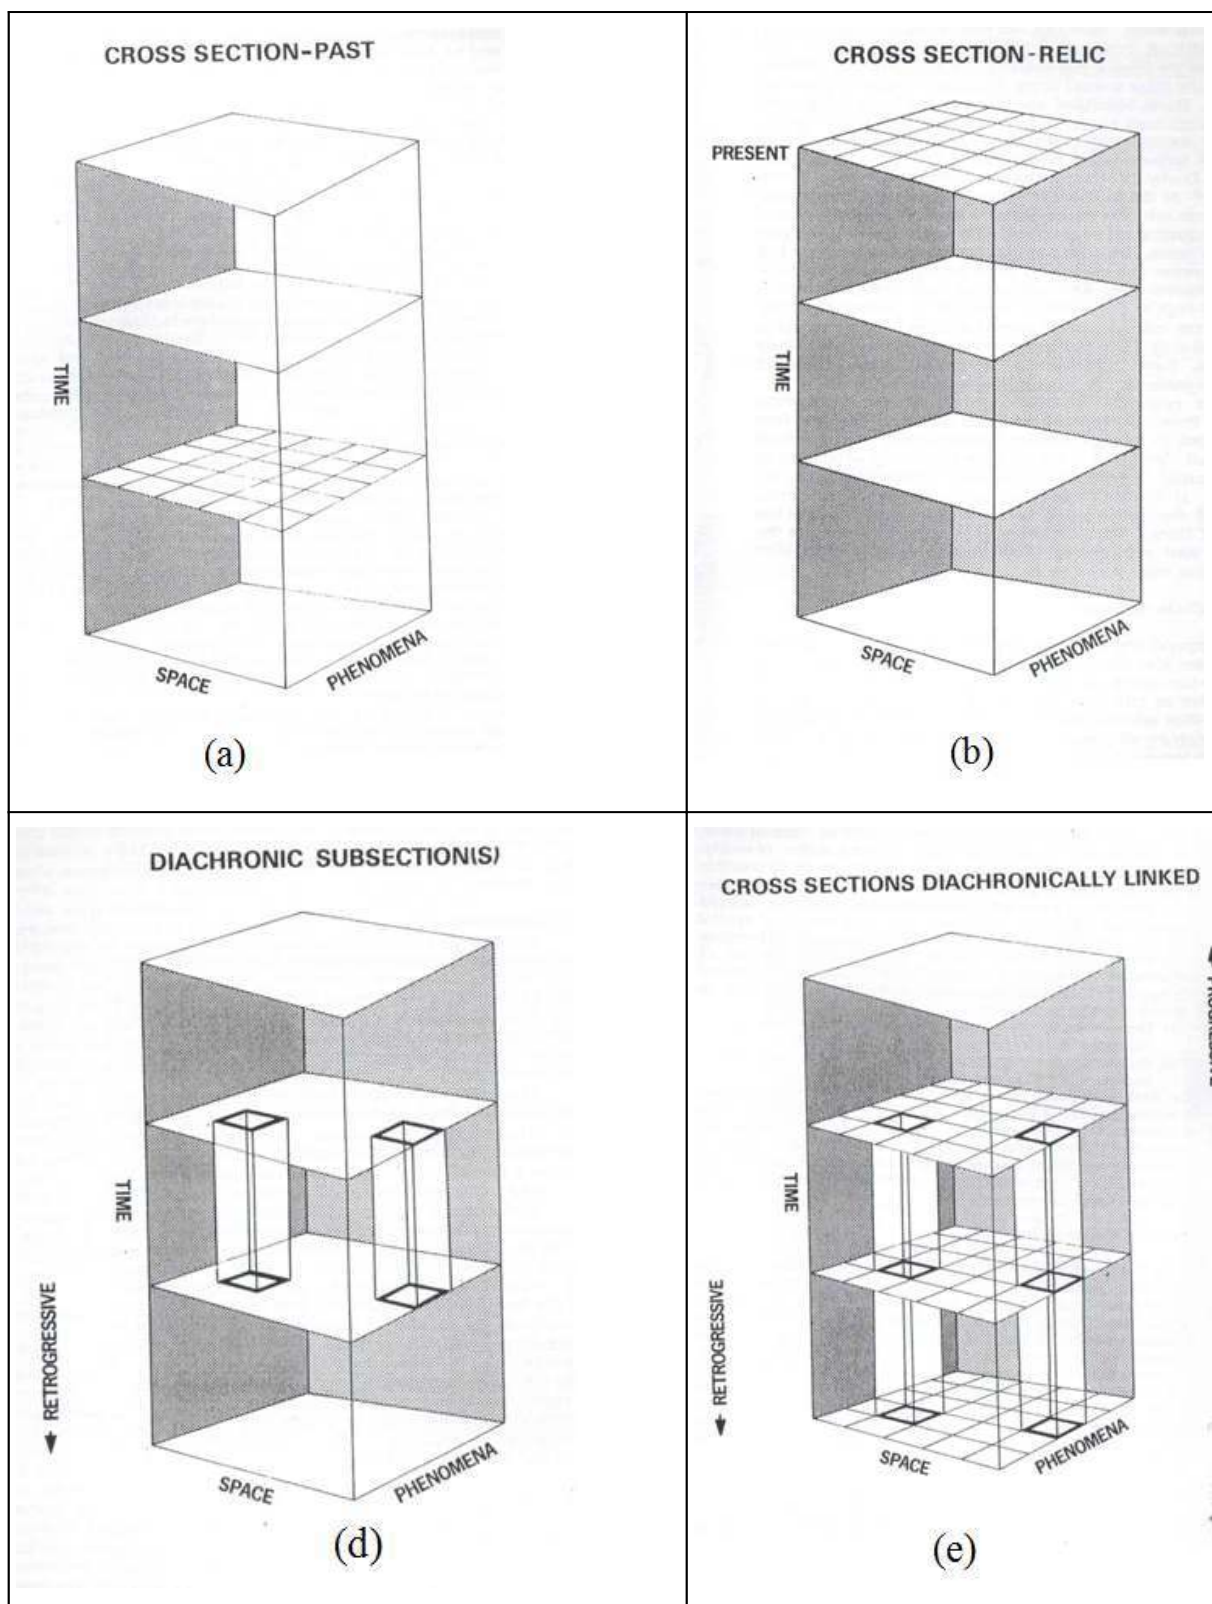 CROSS SECTION-PAST
TIME
SPACE
PHENOMENA
(a)
CROSS SECTION-RELIC
PRESENT
TIME
SPACE
PHENOMENA
(b)
DIACHRONIC SUBSECTION(S)
TIME
RETROGRESSIVE
SPACE
PHENOMENA
(d)
CROSS SECTIONS DIACHRONICALLY LINKED
TIME
RETROGRESSIVE
SPACE
PHENOMENA
(e)